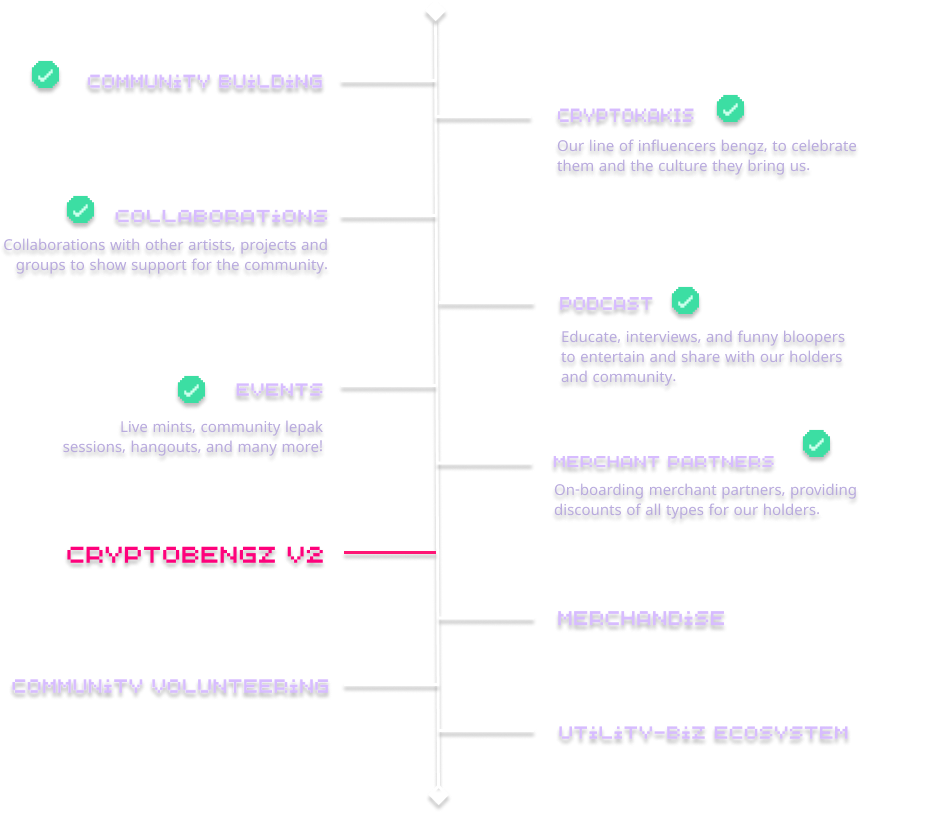 COMMUNITY BUILDING
CRYPTOKAKIS
Our line of influencers bengz, to celebrate
them and the culture they bring us.
COLLABORATIONS
Collaborations with other artists, projects and
groups to show support for the community.
PODCAST
Educate, interviews, and funny bloopers
to entertain and share with our holders
and community.
EVENTS
Live mints, community lepak
sessions, hangouts, and many more!
MERCHANT PARTNERS
On-boarding merchant partners, providing
discounts of all types for our holders.
CRYPTOBENGZ V2
MERCHANDISE
COMMUNITY VOLUNTEERING
UTILITY-BIZ ECOSYSTEM